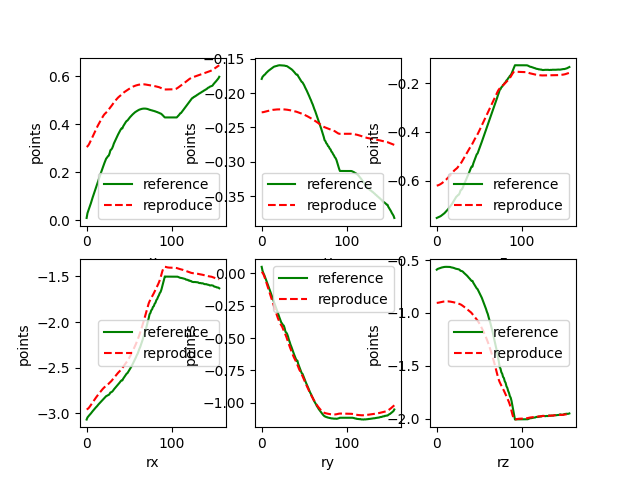 0.6
0.4
0.2
0.0
points
0
100
reference
reproduce
−0.15
−0.20
−0.25
−0.30
−0.35
points
0
100
reference
reproduce
−0.2
−0.4
−0.6
points
0
100
reference
reproduce
−1.5
−2.0
−2.5
−3.0
points
0
100
rx
reference
reproduce
0.00
−0.25
−0.50
−0.75
−1.00
points
0
100
ry
reference
reproduce
−0.5
−1.0
−1.5
−2.0
points
0
100
rz
reference
reproduce